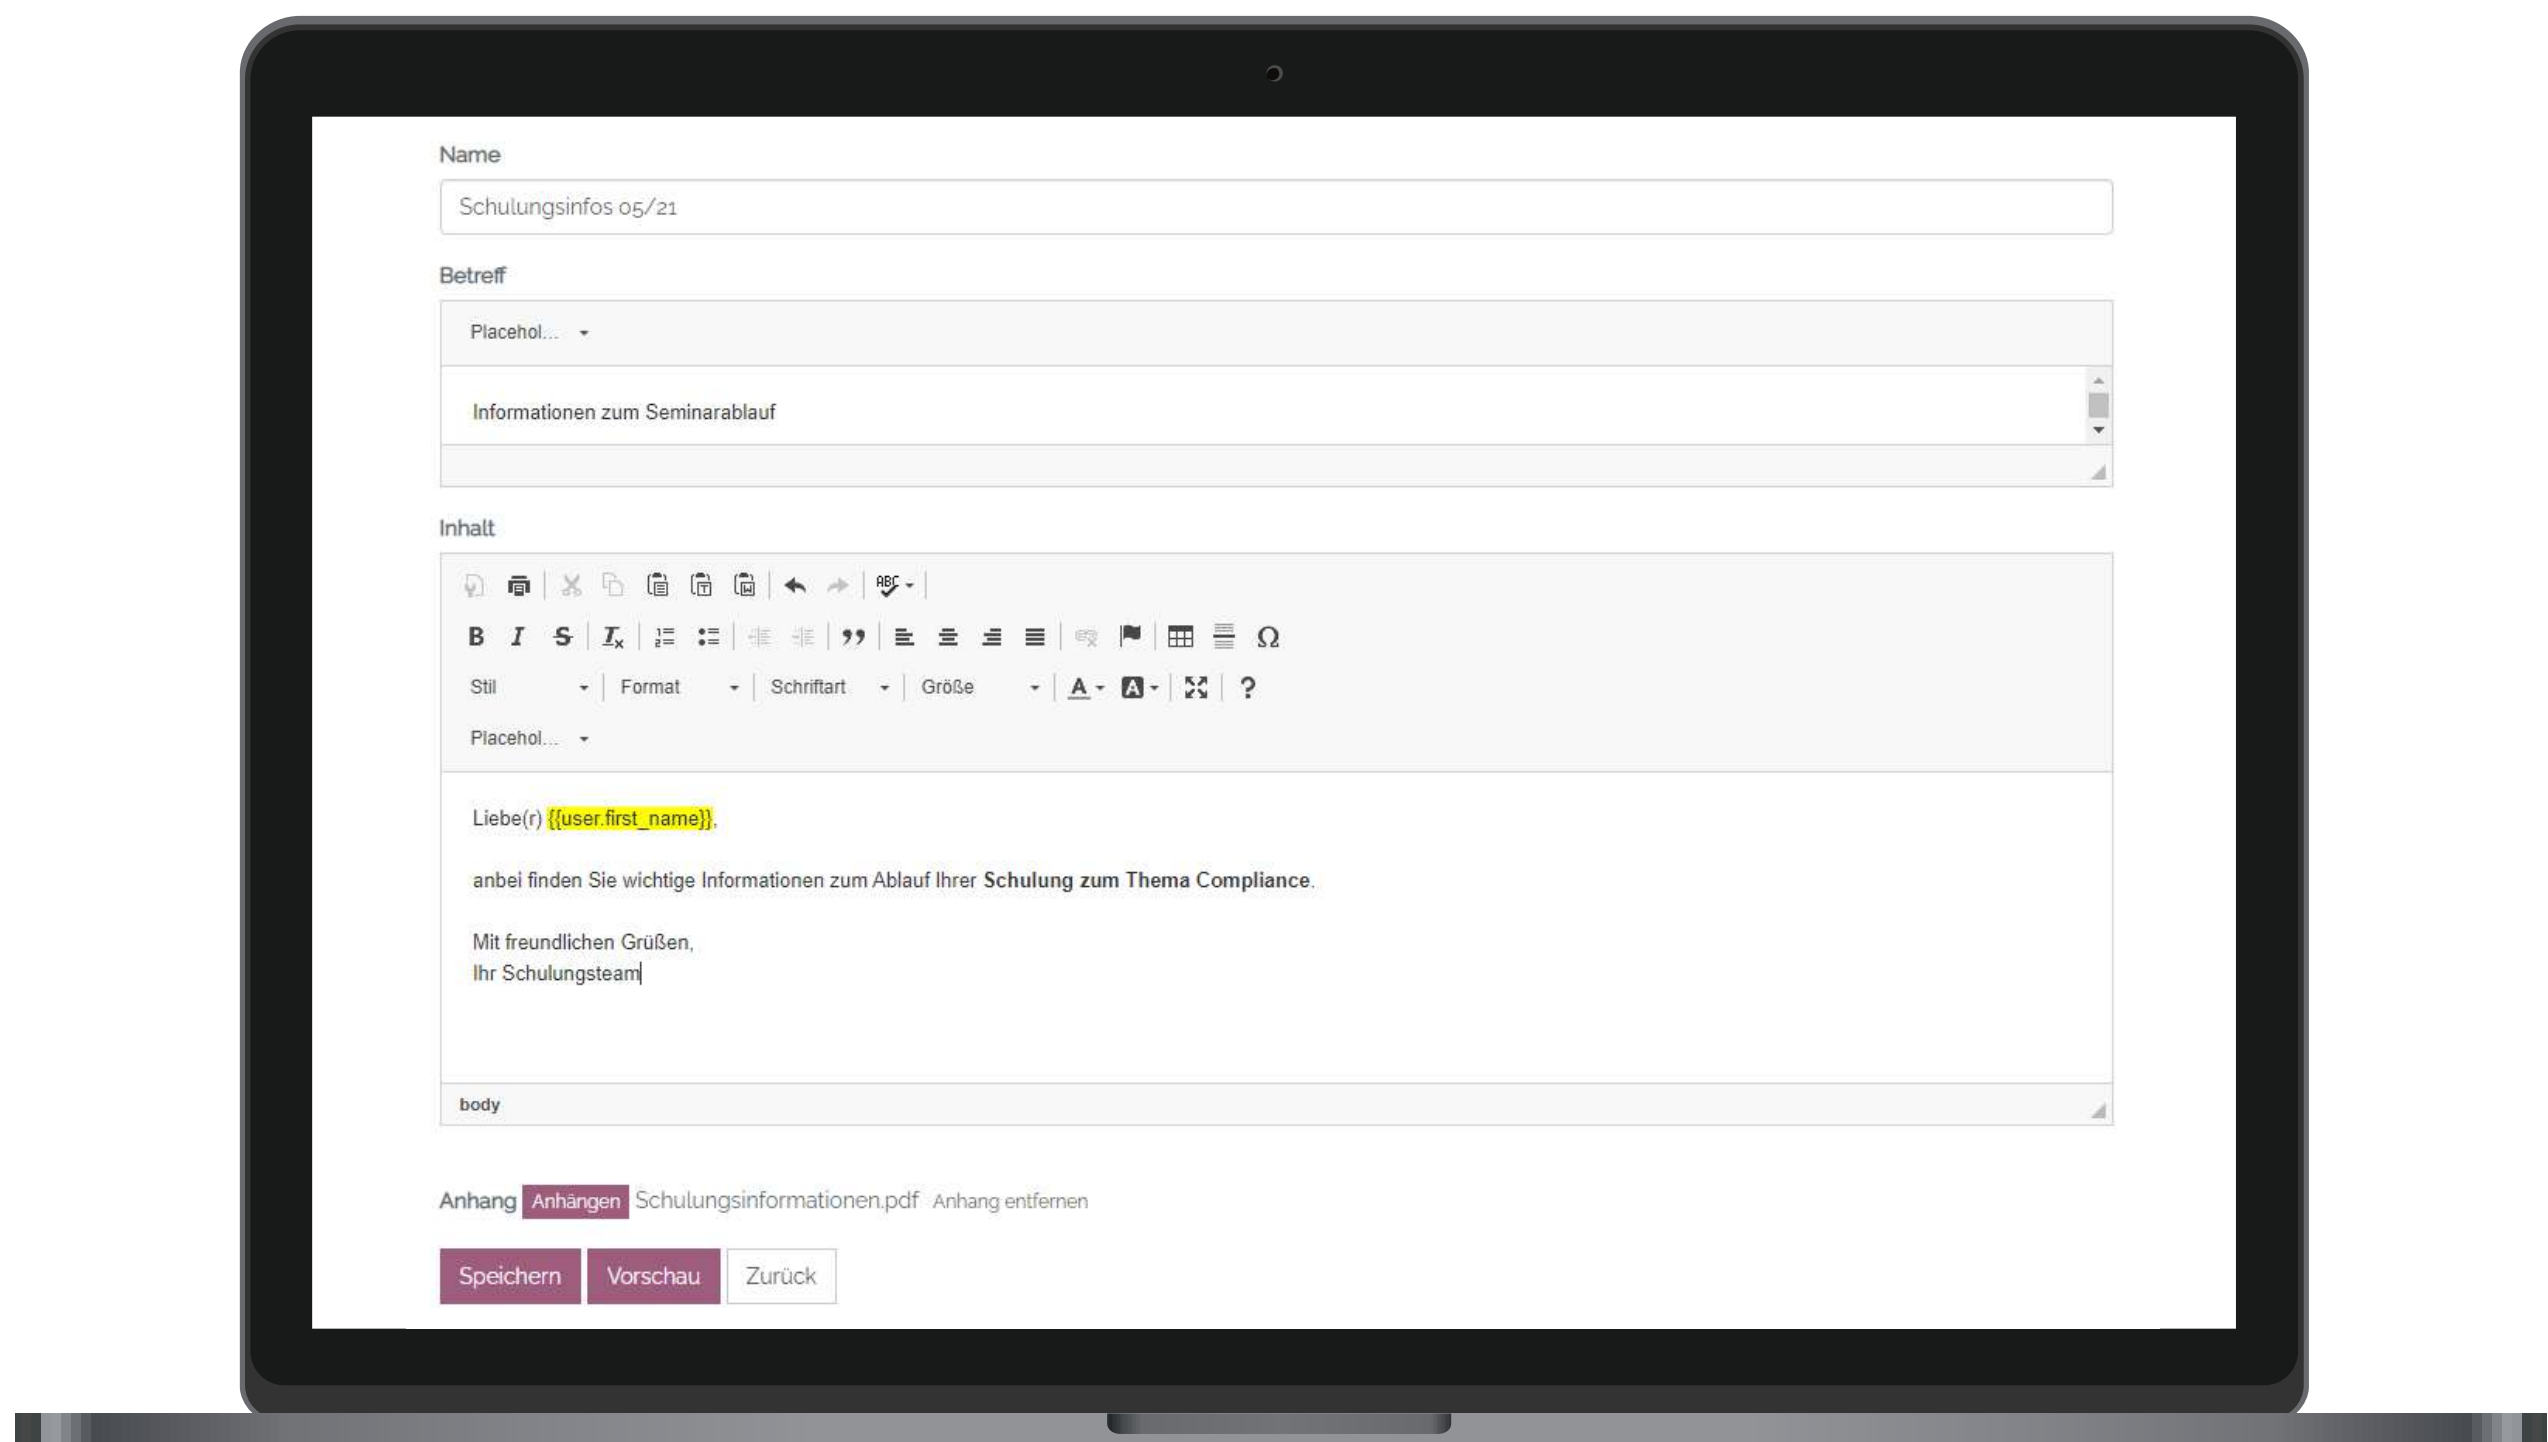 Name
Schulungsinfos 05/21
Betreff
Placehol...
Informationen zum Seminarablauf
Inhalt
ABC
B I S Ix
Stil Format Schriftart Größe A A ?
Placehol...
Liebe(r) {{user.first_name}},
anbei finden Sie wichtige Informationen zum Ablauf Ihrer Schulung zum Thema Compliance.
Mit freundlichen Grüßen,
Ihr Schulungsteam
body
Anhang Anhängen Schulungsinformationen.pdf Anhang entfernen
Speichern Vorschau Zurück